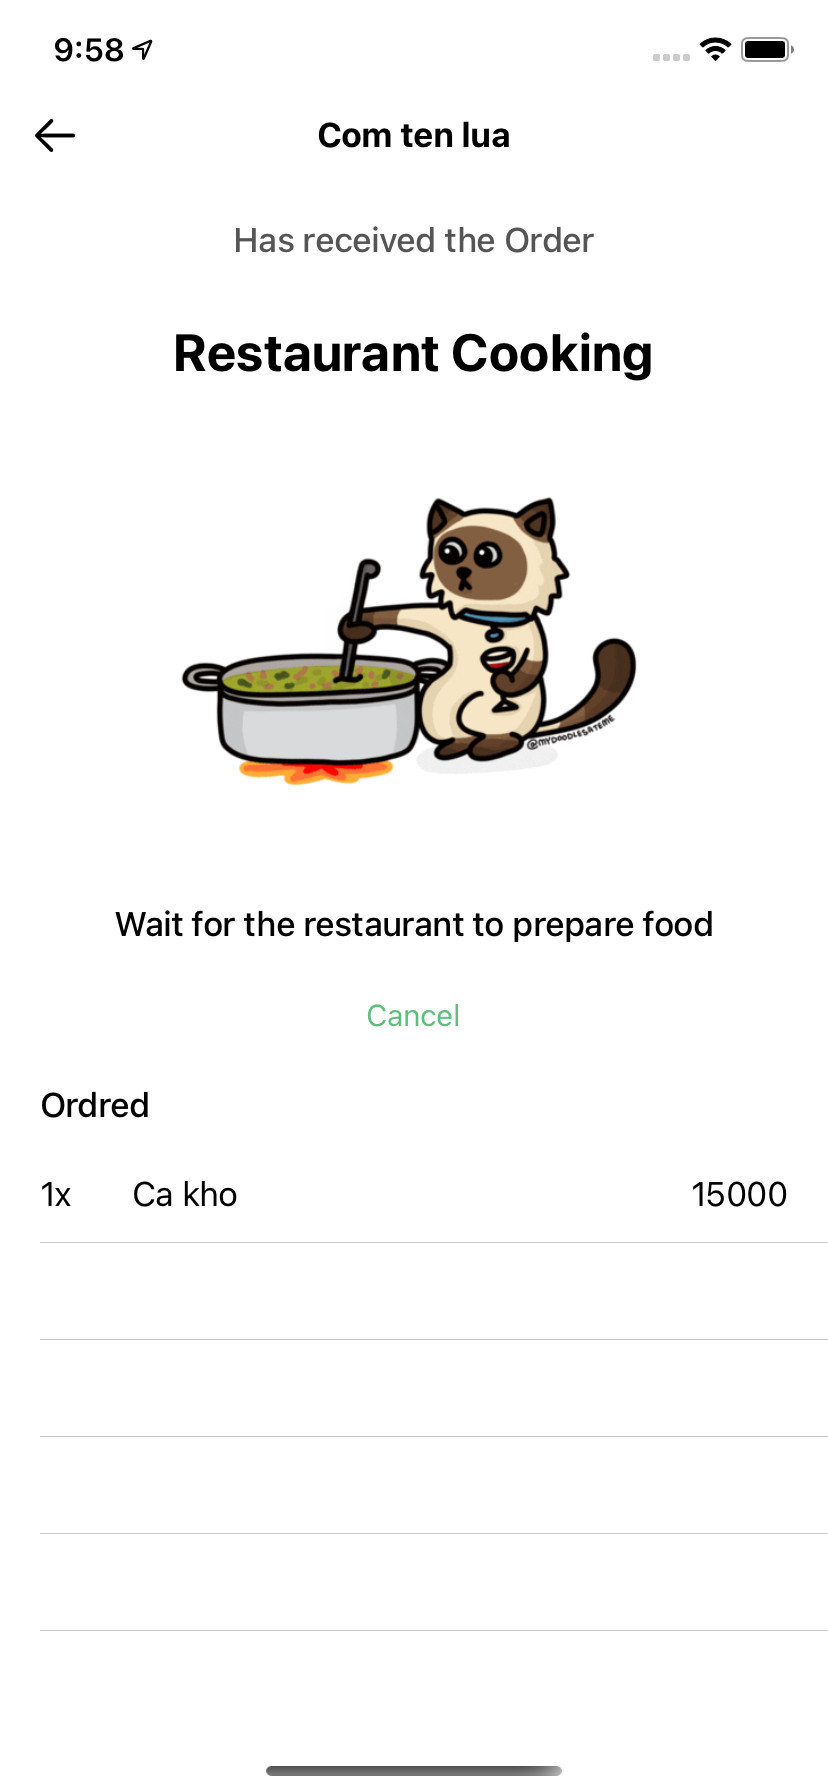 9:58
Com ten lua
Has received the Order
Restaurant Cooking
@MYDOODLESATEME
Wait for the restaurant to prepare food
Cancel
Ordred
1x Ca kho 15000